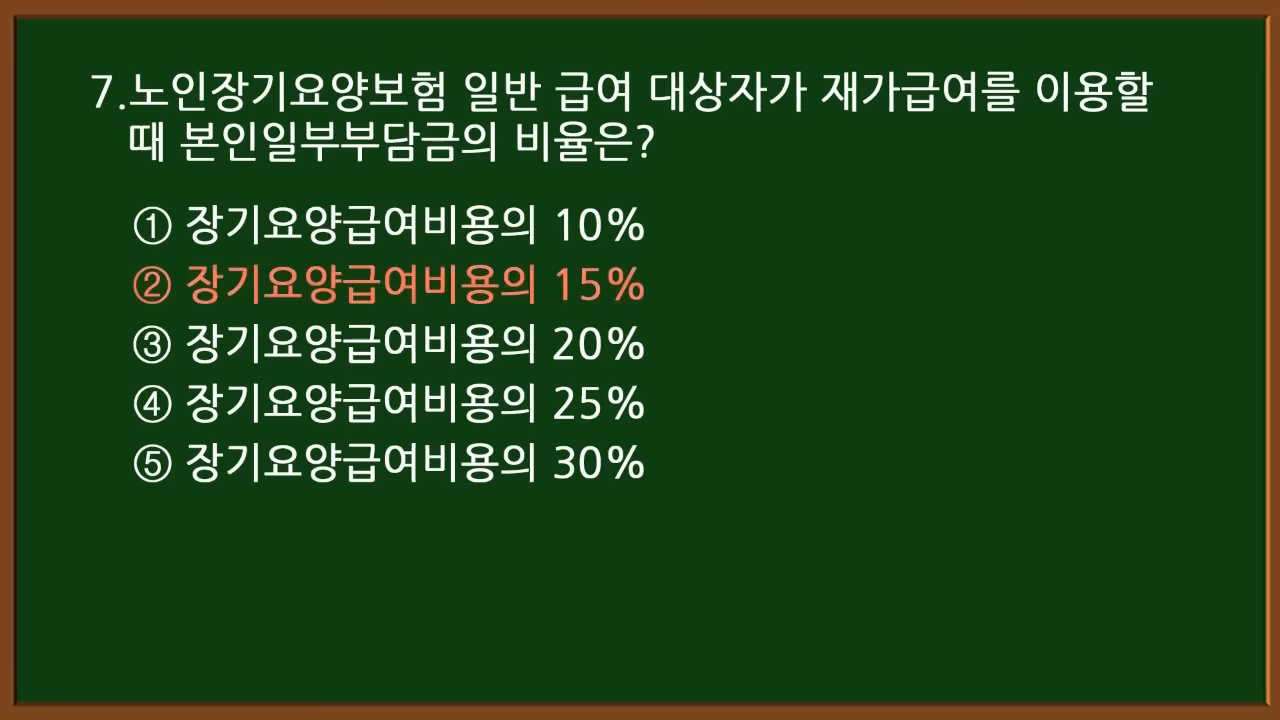 7.노인장기요양보험 일반 급여 대상자가 재가급여를 이용할
때 본인일부부담금의 비율은?
① 장기요양급여비용의 10%
② 장기요양급여비용의 15%
③ 장기요양급여비용의 20%
④ 장기요양급여비용의 25%
⑤ 장기요양급여비용의 30%